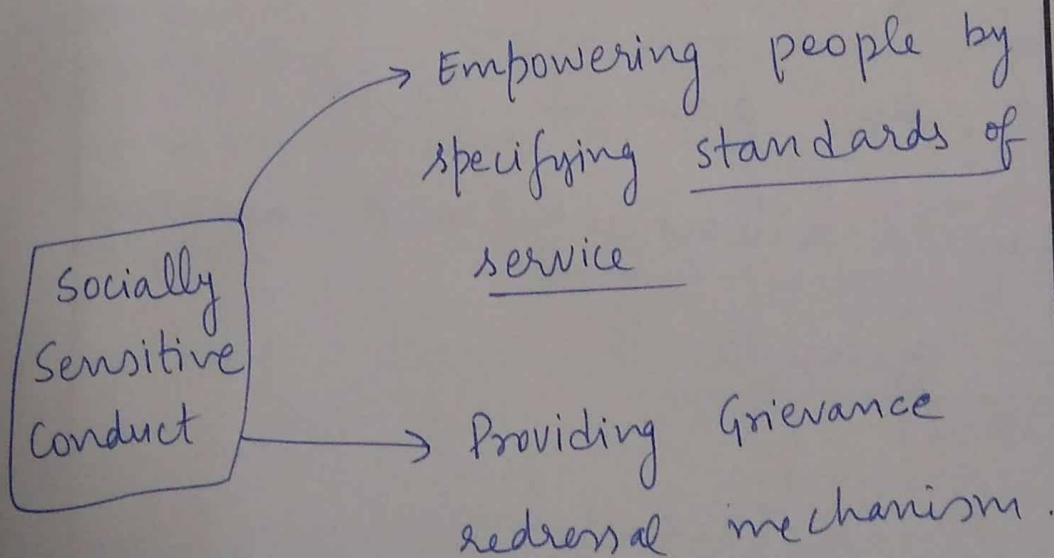 Empowering people by
specifying standards of
service
Socially
Sensitive
Conduct
Providing Grievance
redressal mechanism.